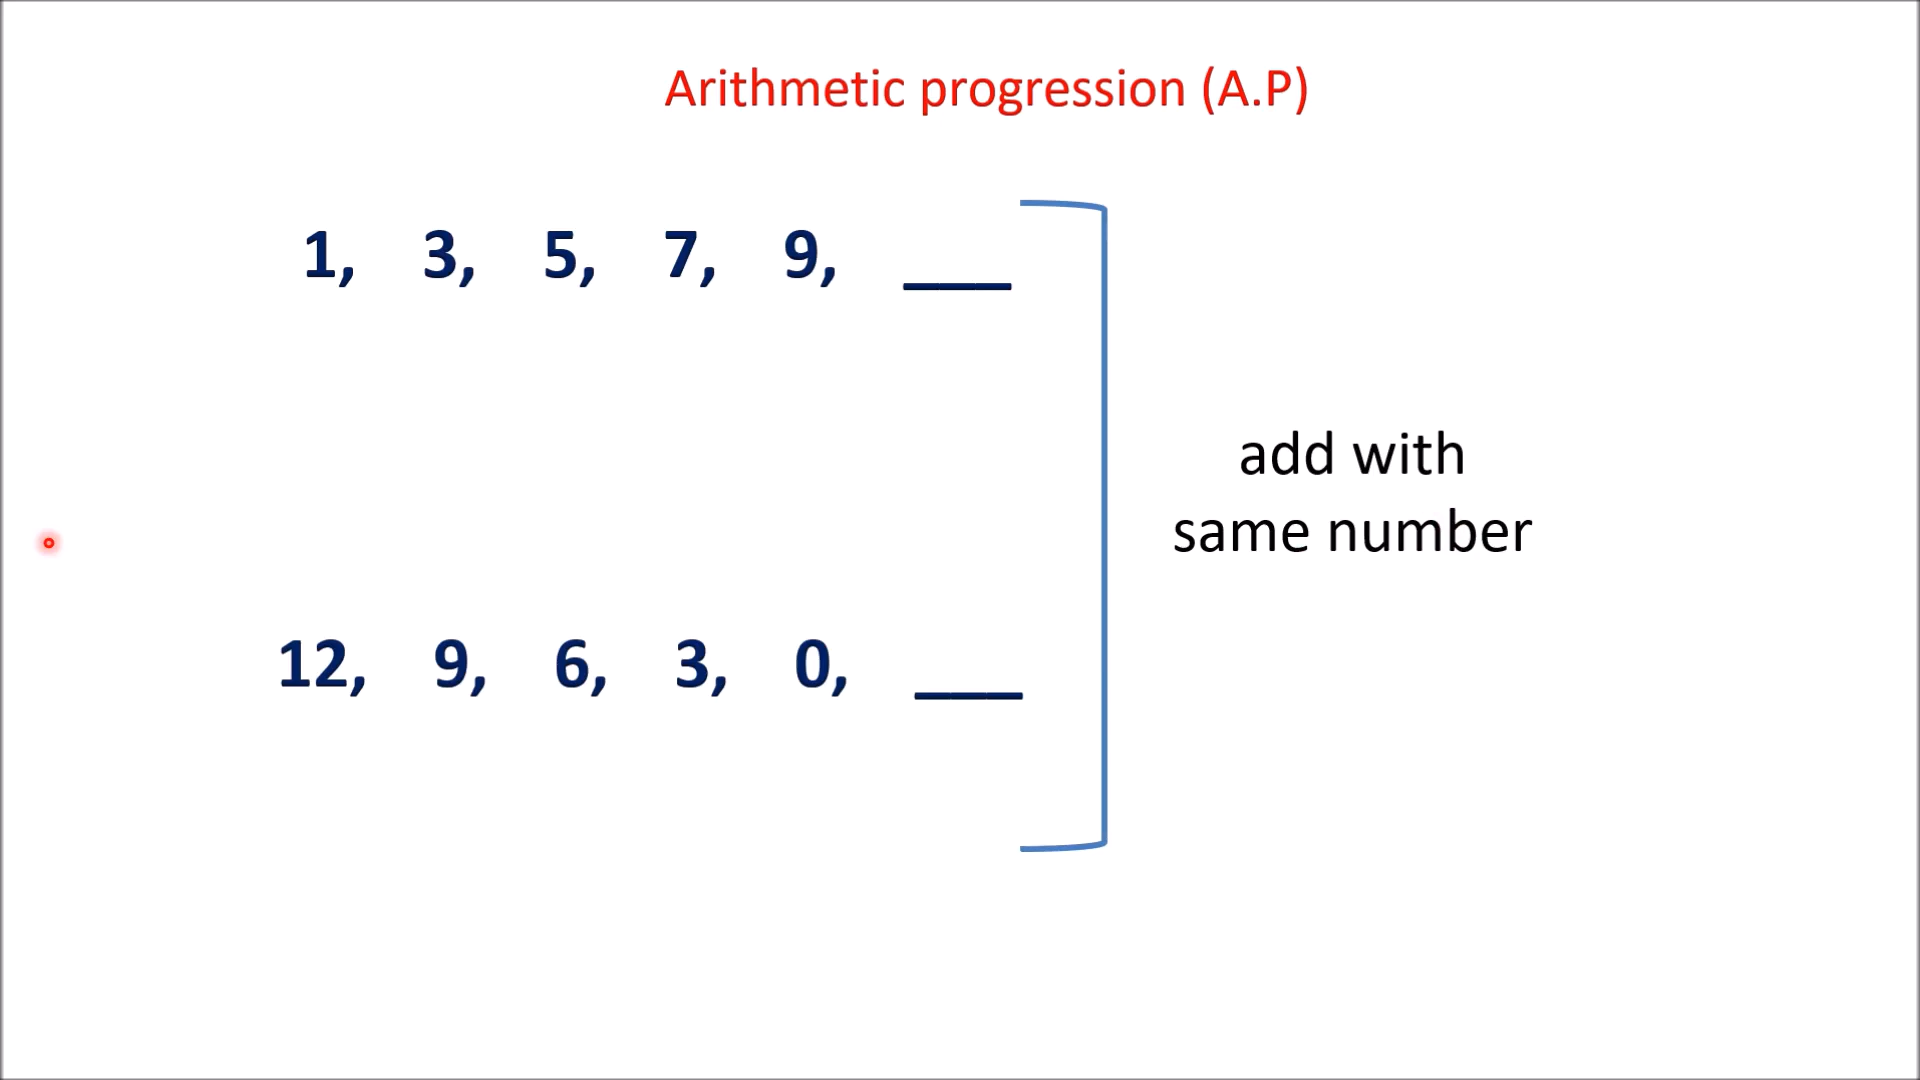 Arithmetic progression (A.P)
1, 3, 5, 7, 9, ___
add with
same number
12, 9, 6, 3, 0, ___